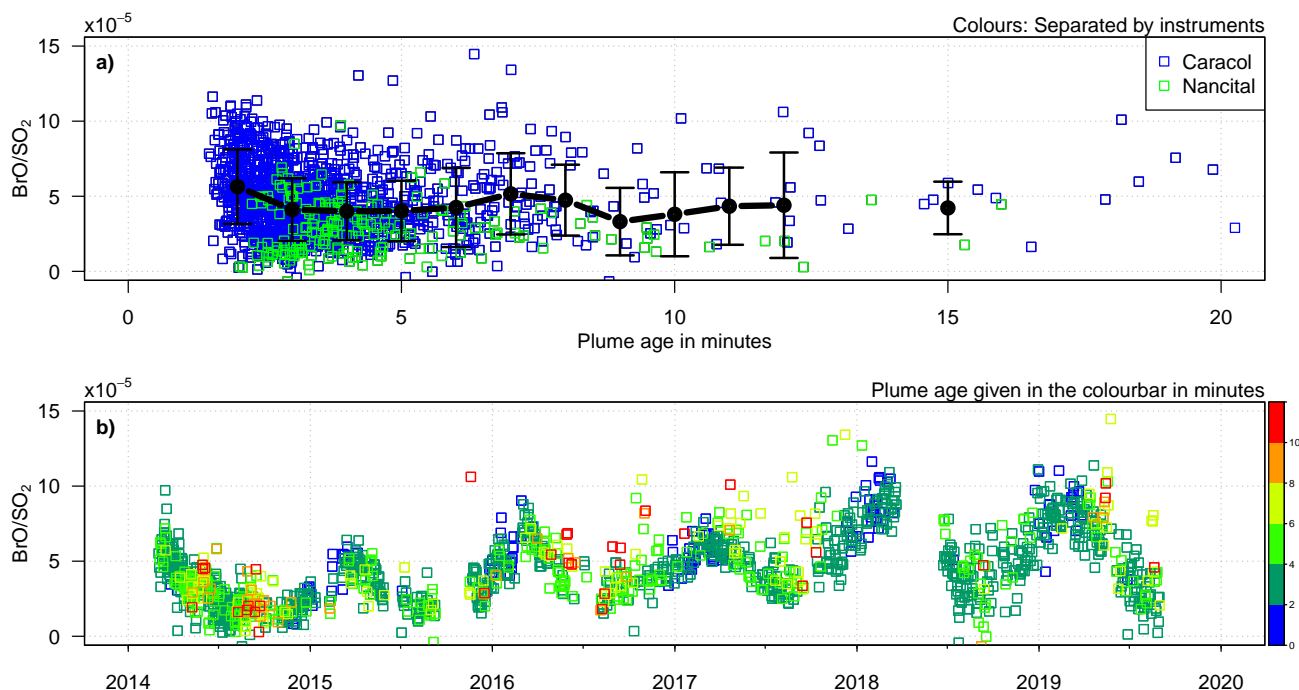 x10⁻⁵
Colours: Separated by instruments
a)
Caracol
Nancital
15
10
5
0
BrO/SO₂
0 5 10 15 20
Plume age in minutes
x10⁻⁵
Plume age given in the colourbar in minutes
b)
15
10
5
0
BrO/SO₂
10
8
6
4
2
0
2014 2015 2016 2017 2018 2019 2020